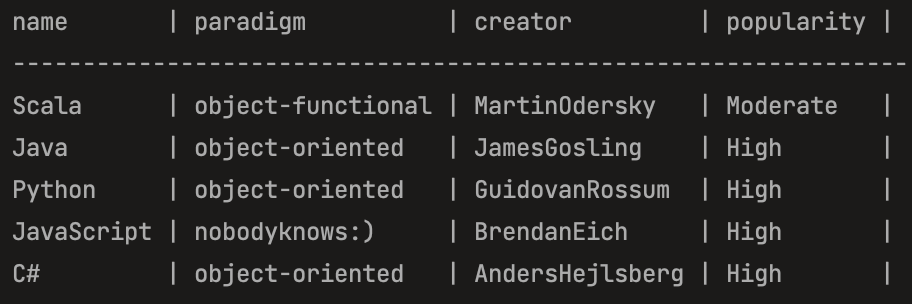 name       | paradigm          | creator         | popularity |
----------------------------------------------------------------
Scala      | object-functional | MartinOdersky   | Moderate   |
Java       | object-oriented   | JamesGosling    | High       |
Python     | object-oriented   | GuidovanRossum  | High       |
JavaScript | nobodyknows:)     | BrendanEich     | High       |
C#         | object-oriented   | AndersHejlsberg | High       |